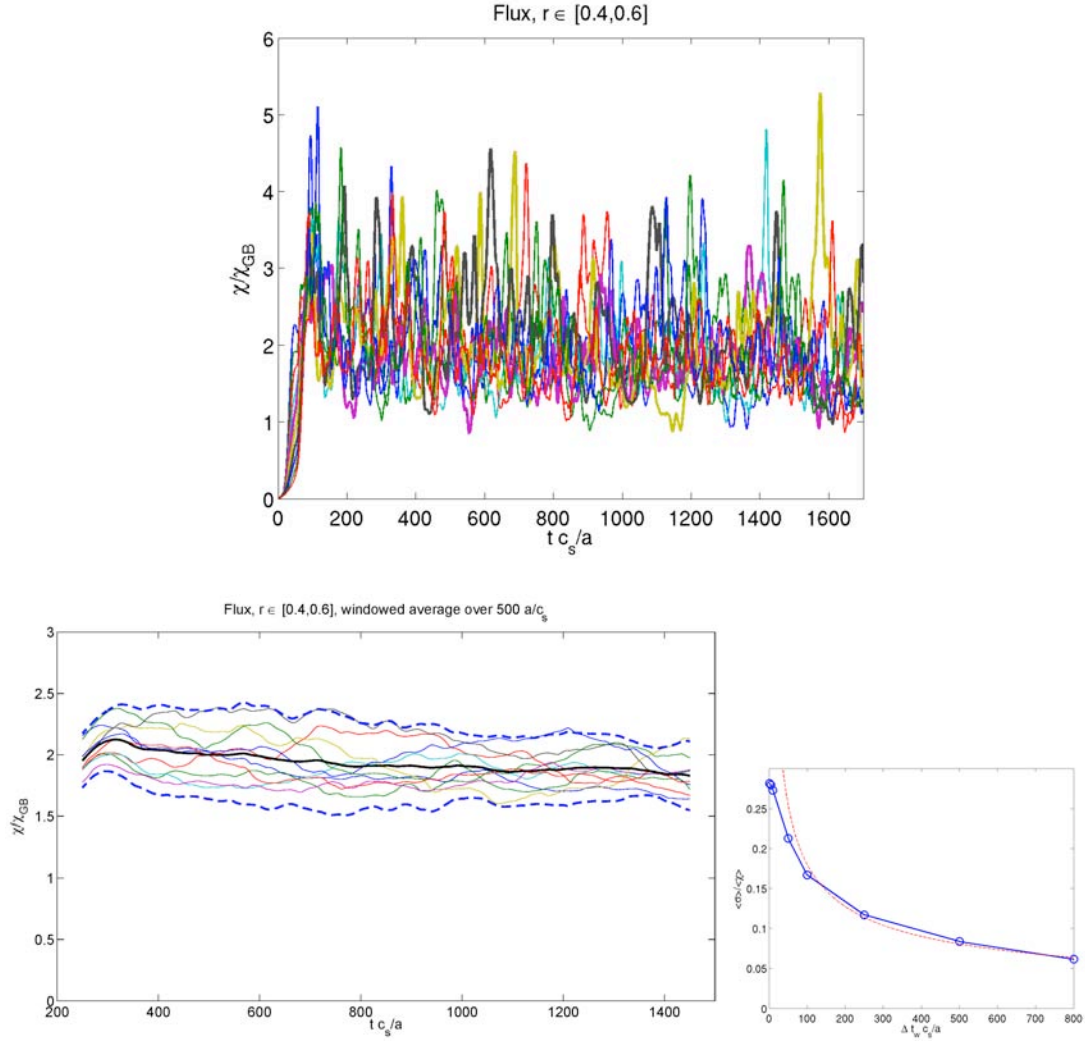 Flux, r ∈ [0.4,0.6]
6
5
4
3
2
1
0
χ/χ_GB
0 200 400 600 800 1000 1200 1400 1600
t c_s/a
Flux, r ∈ [0.4,0.6], windowed average over 500 a/c_s
3
2.5
2
1.5
1
0.5
0
χ/χ_GB
200 400 600 800 1000 1200 1400
t c_s/a
0.25
0.2
0.15
0.1
0.05
0
<σ>/<χ>
0 100 200 300 400 500 600 700 800
Δ t_w c_s/a